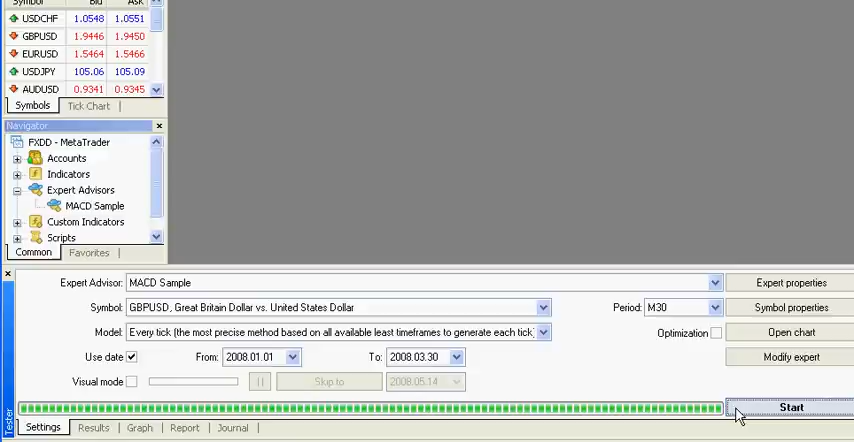 Symbol Bid Ask
USDCHF 1.0548 1.0551
GBPUSD 1.9446 1.9450
EURUSD 1.5464 1.5466
USDJPY 105.06 105.09
AUDUSD 0.9341 0.9345
Symbols Tick Chart
Navigator
FXDD - MetaTrader
Accounts
Indicators
Expert Advisors
MACD Sample
Custom Indicators
Scripts
Common Favorites
Expert Advisor: MACD Sample Expert properties
Symbol: GBPUSD, Great Britain Dollar vs. United States Dollar Period: M30 Symbol properties
Model: Every tick (the most precise method based on all available least timeframes to generate each tick) Optimization Open chart
Use date From: 2008.01.01 To: 2008.03.30 Modify expert
Visual mode Skip to 2008.05.14
Start
Tester
Settings Results Graph Report Journal